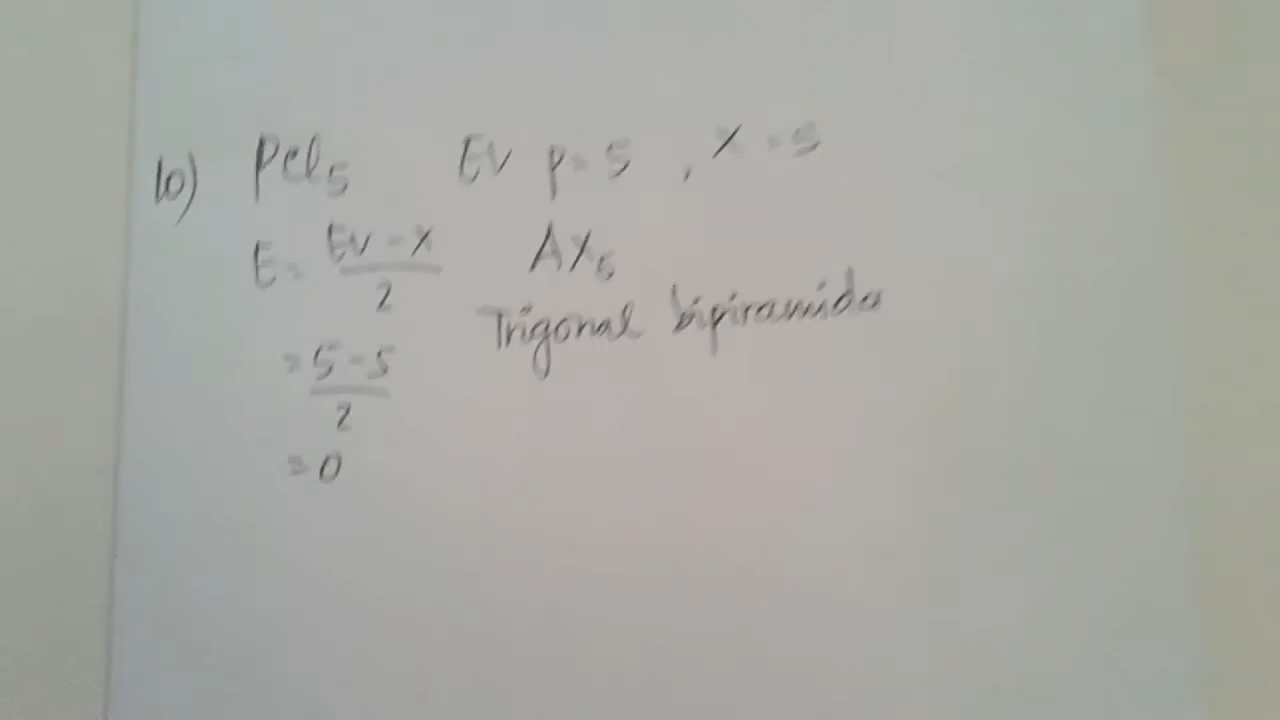 10) PCl5 EV P = 5 , X = 5
E = EV - X / 2 AX5
Trigonal bipiramida
= 5 - 5 / 2
= 0